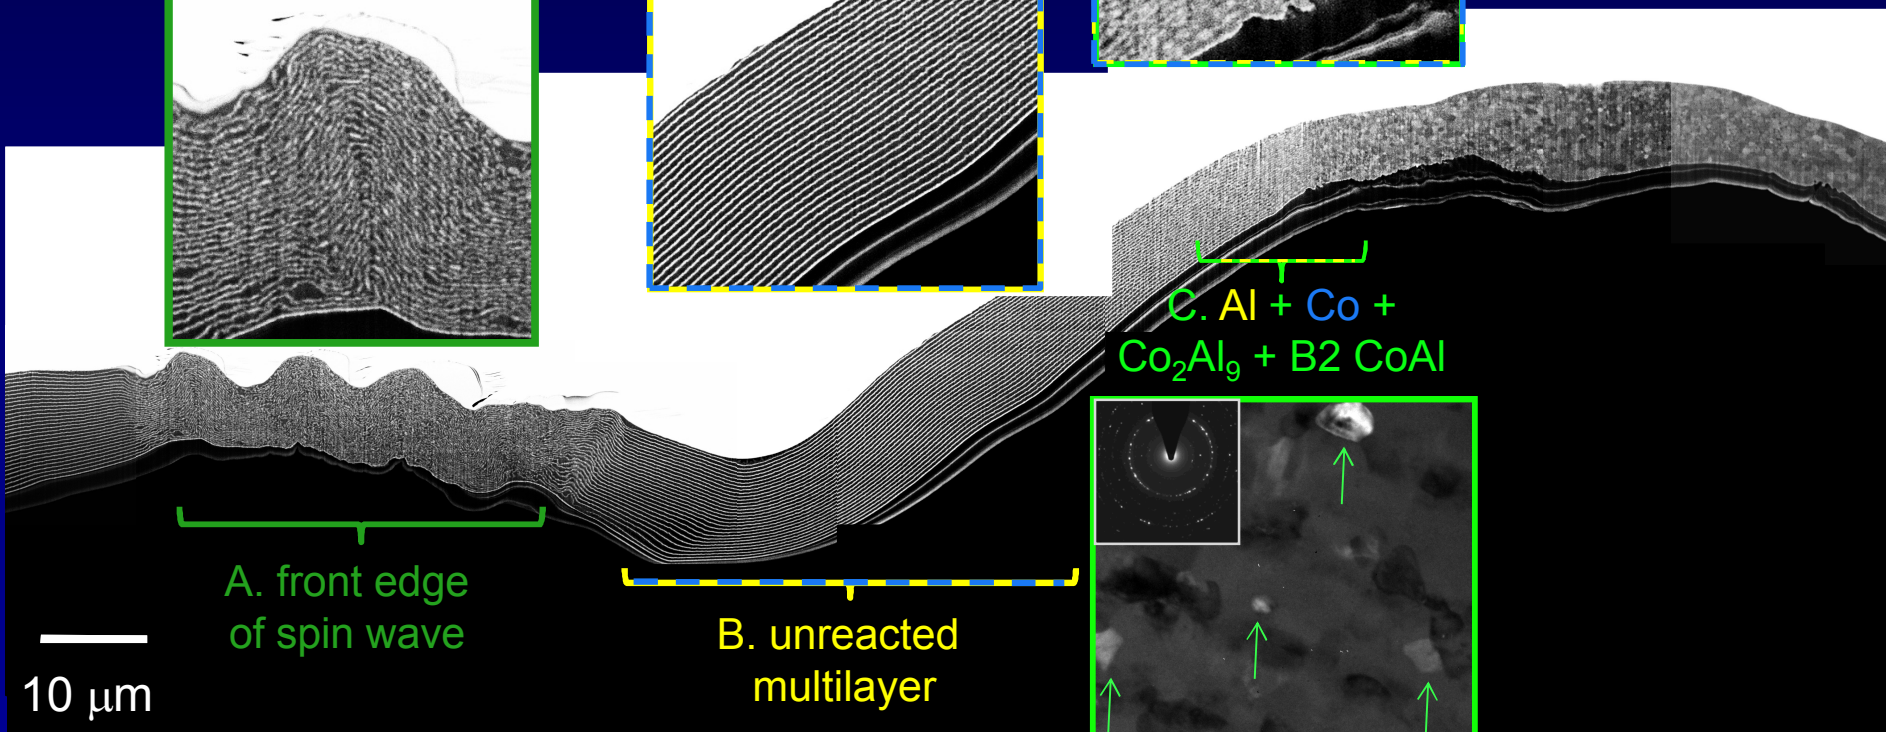 C. Al + Co +
Co₂Al₉ + B2 CoAl
A. front edge
of spin wave
B. unreacted
multilayer
10 μm